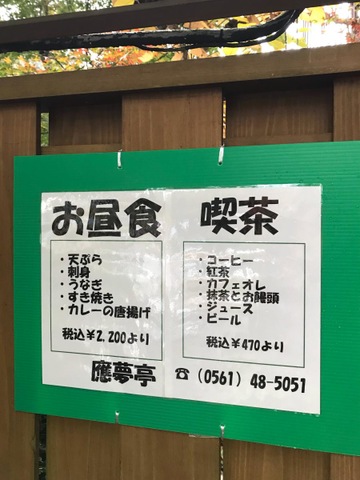 お昼食
・天ぷら
・刺身
・うなぎ
・すき焼き
・カレーの唐揚げ
税込¥2,200より
喫茶
・コーヒー
・紅茶
・カフェオレ
・抹茶とお饅頭
・ジュース
・ビール
税込¥470より
應夢亭 ☎(0561) 48-5051